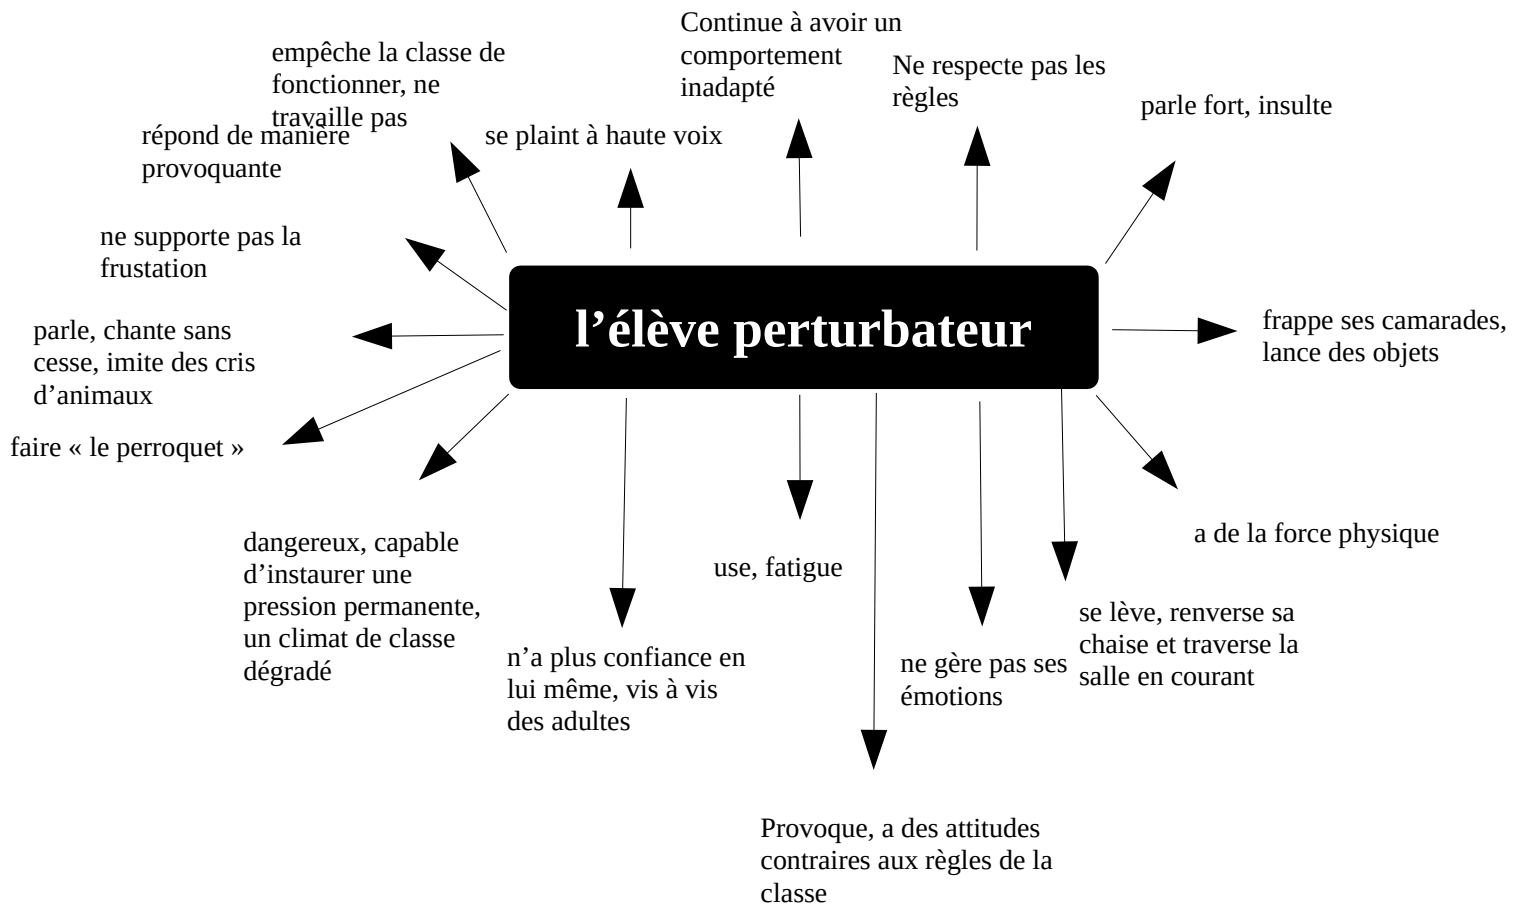 Continue à avoir un
comportement
inadapté
empêche la classe de
fonctionner, ne
travaille pas
Ne respecte pas les
règles
parle fort, insulte
répond de manière
provoquante
se plaint à haute voix
ne supporte pas la
frustation
l’élève perturbateur
parle, chante sans
cesse, imite des cris
d’animaux
frappe ses camarades,
lance des objets
faire « le perroquet »
dangereux, capable
d’instaurer une
pression permanente,
un climat de classe
dégradé
a de la force physique
use, fatigue
n’a plus confiance en
lui même, vis à vis
des adultes
ne gère pas ses
émotions
se lève, renverse sa
chaise et traverse la
salle en courant
Provoque, a des attitudes
contraires aux règles de la
classe